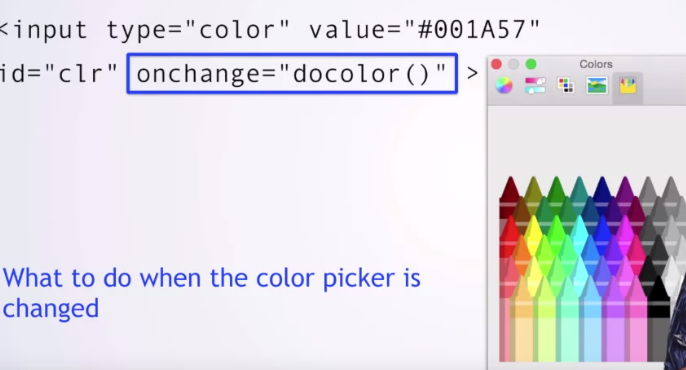 <input type="color" value="#001A57"
id="clr" onchange="docolor()" >
Colors
What to do when the color picker is
changed